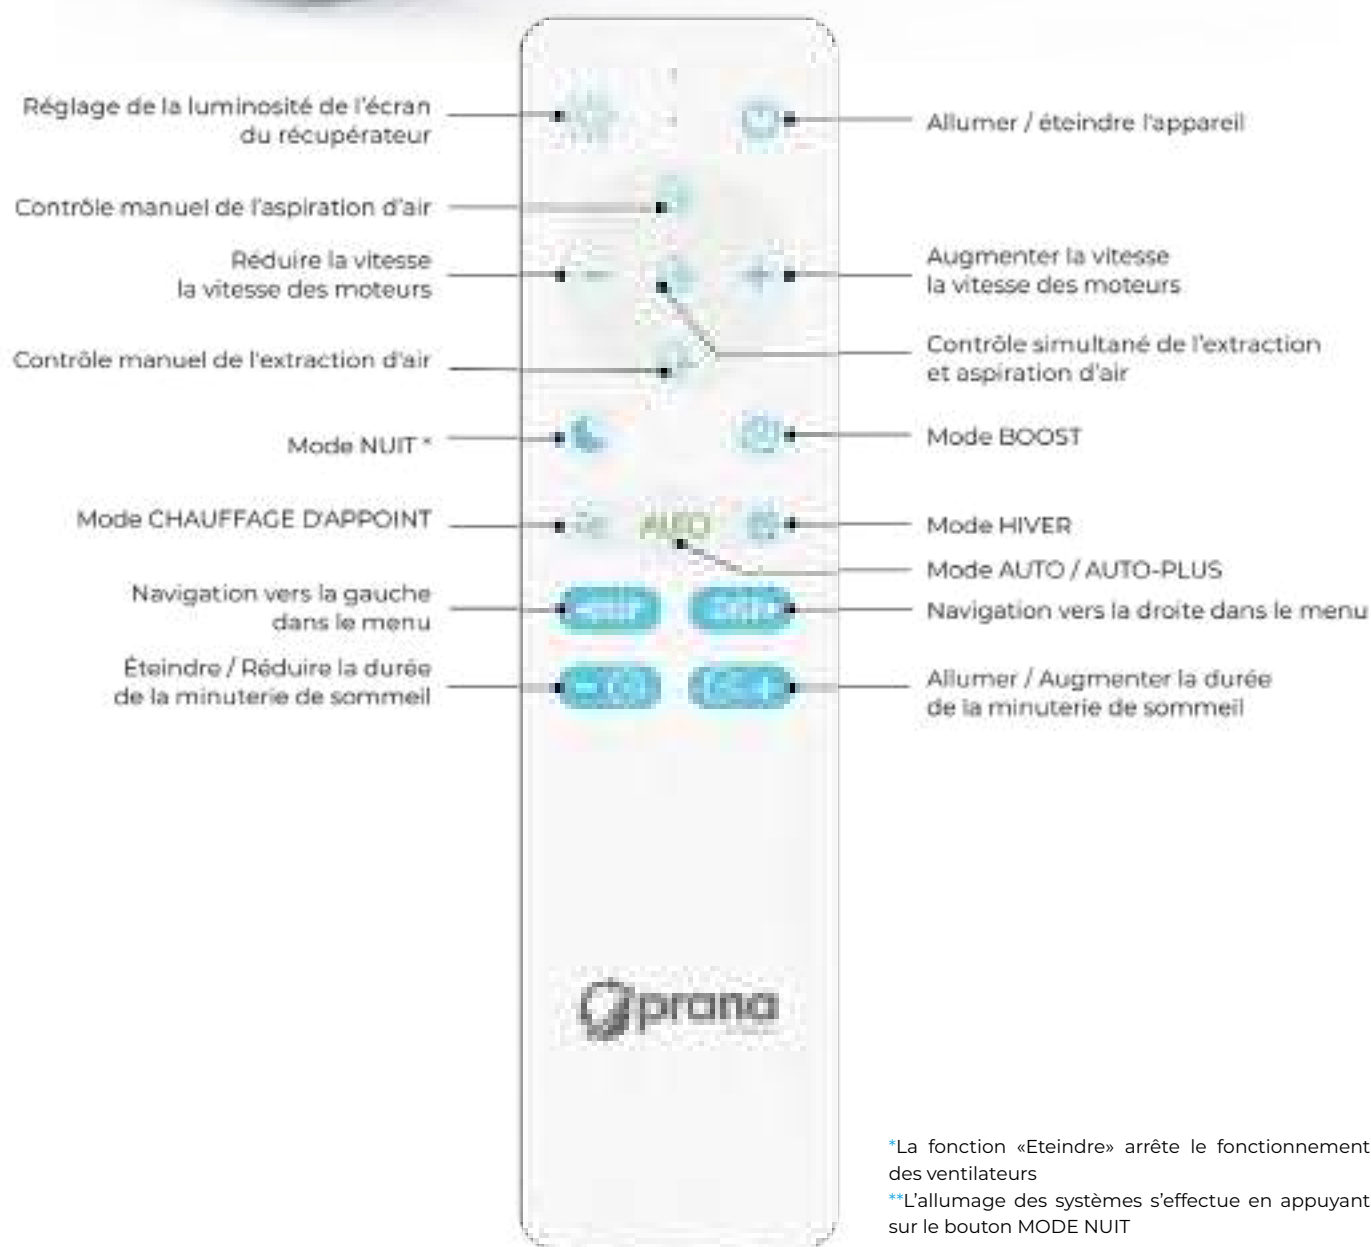 Réglage de la luminosité de l'écran
du récupérateur
Allumer / éteindre l'appareil
Contrôle manuel de l'aspiration d'air
Réduire la vitesse
la vitesse des moteurs
Augmenter la vitesse
la vitesse des moteurs
Contrôle manuel de l'extraction d'air
Contrôle simultané de l'extraction
et aspiration d'air
Mode NUIT *
Mode BOOST
Mode CHAUFFAGE D'APPOINT
AUTO
Mode HIVER
Mode AUTO / AUTO-PLUS
Navigation vers la gauche
dans le menu
Navigation vers la droite dans le menu
Éteindre / Réduire la durée
de la minuterie de sommeil
Allumer / Augmenter la durée
de la minuterie de sommeil
prana
*La fonction «Eteindre» arrête le fonctionnement
des ventilateurs
**L'allumage des systèmes s'effectue en appuyant
sur le bouton MODE NUIT